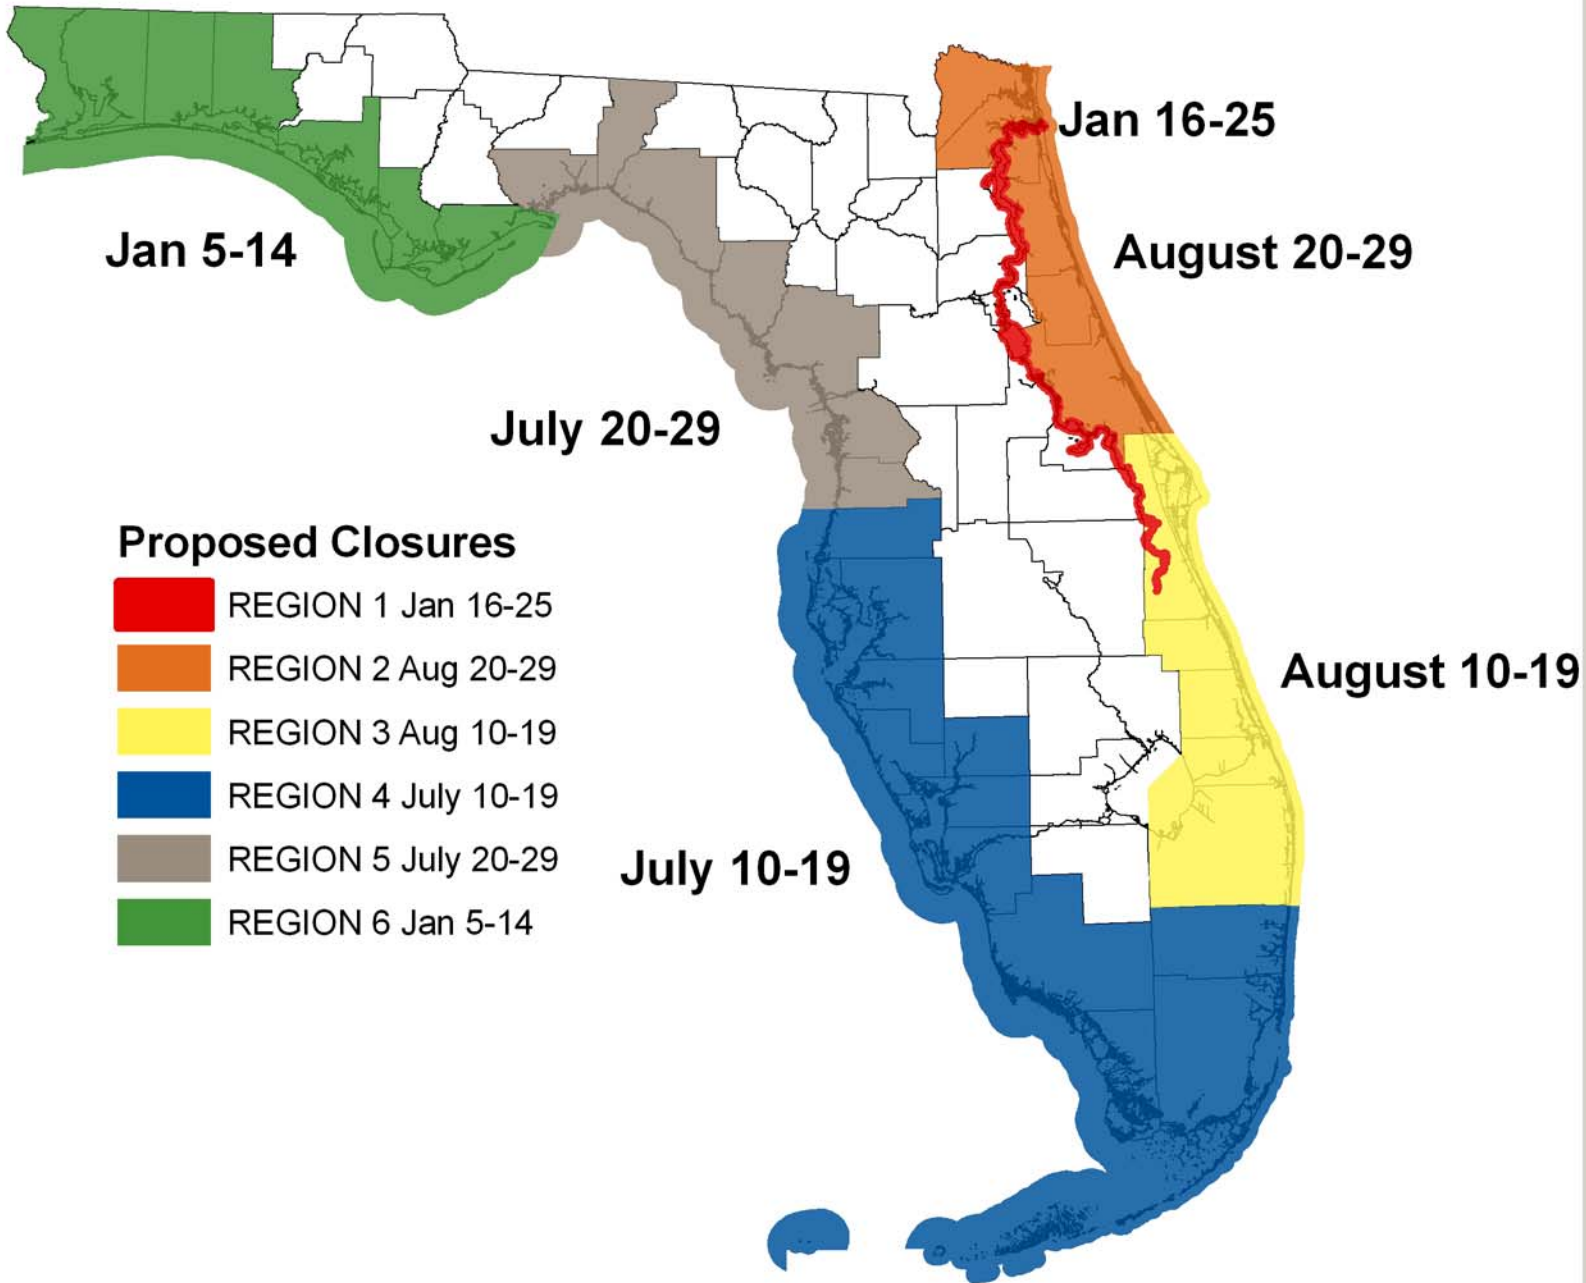 Jan 16-25
Jan 5-14
August 20-29
July 20-29
Proposed Closures
REGION 1 Jan 16-25
REGION 2 Aug 20-29
REGION 3 Aug 10-19
REGION 4 July 10-19
REGION 5 July 20-29
REGION 6 Jan 5-14
August 10-19
July 10-19